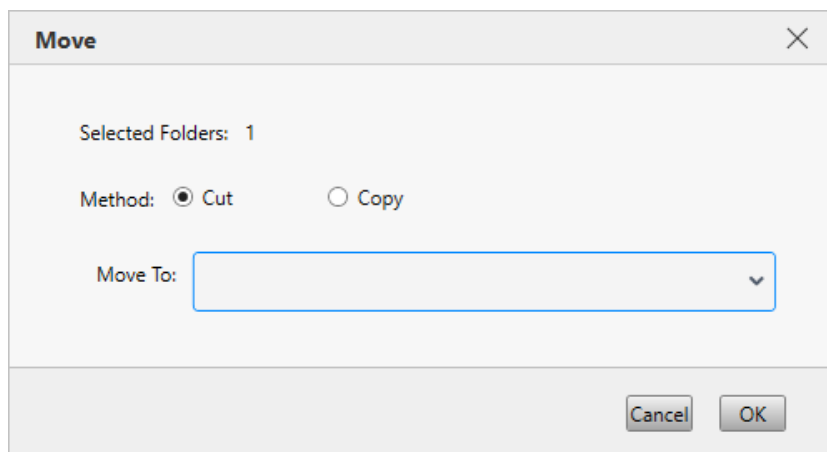 Move
Selected Folders: 1
Method: Cut Copy
Move To:
Cancel OK